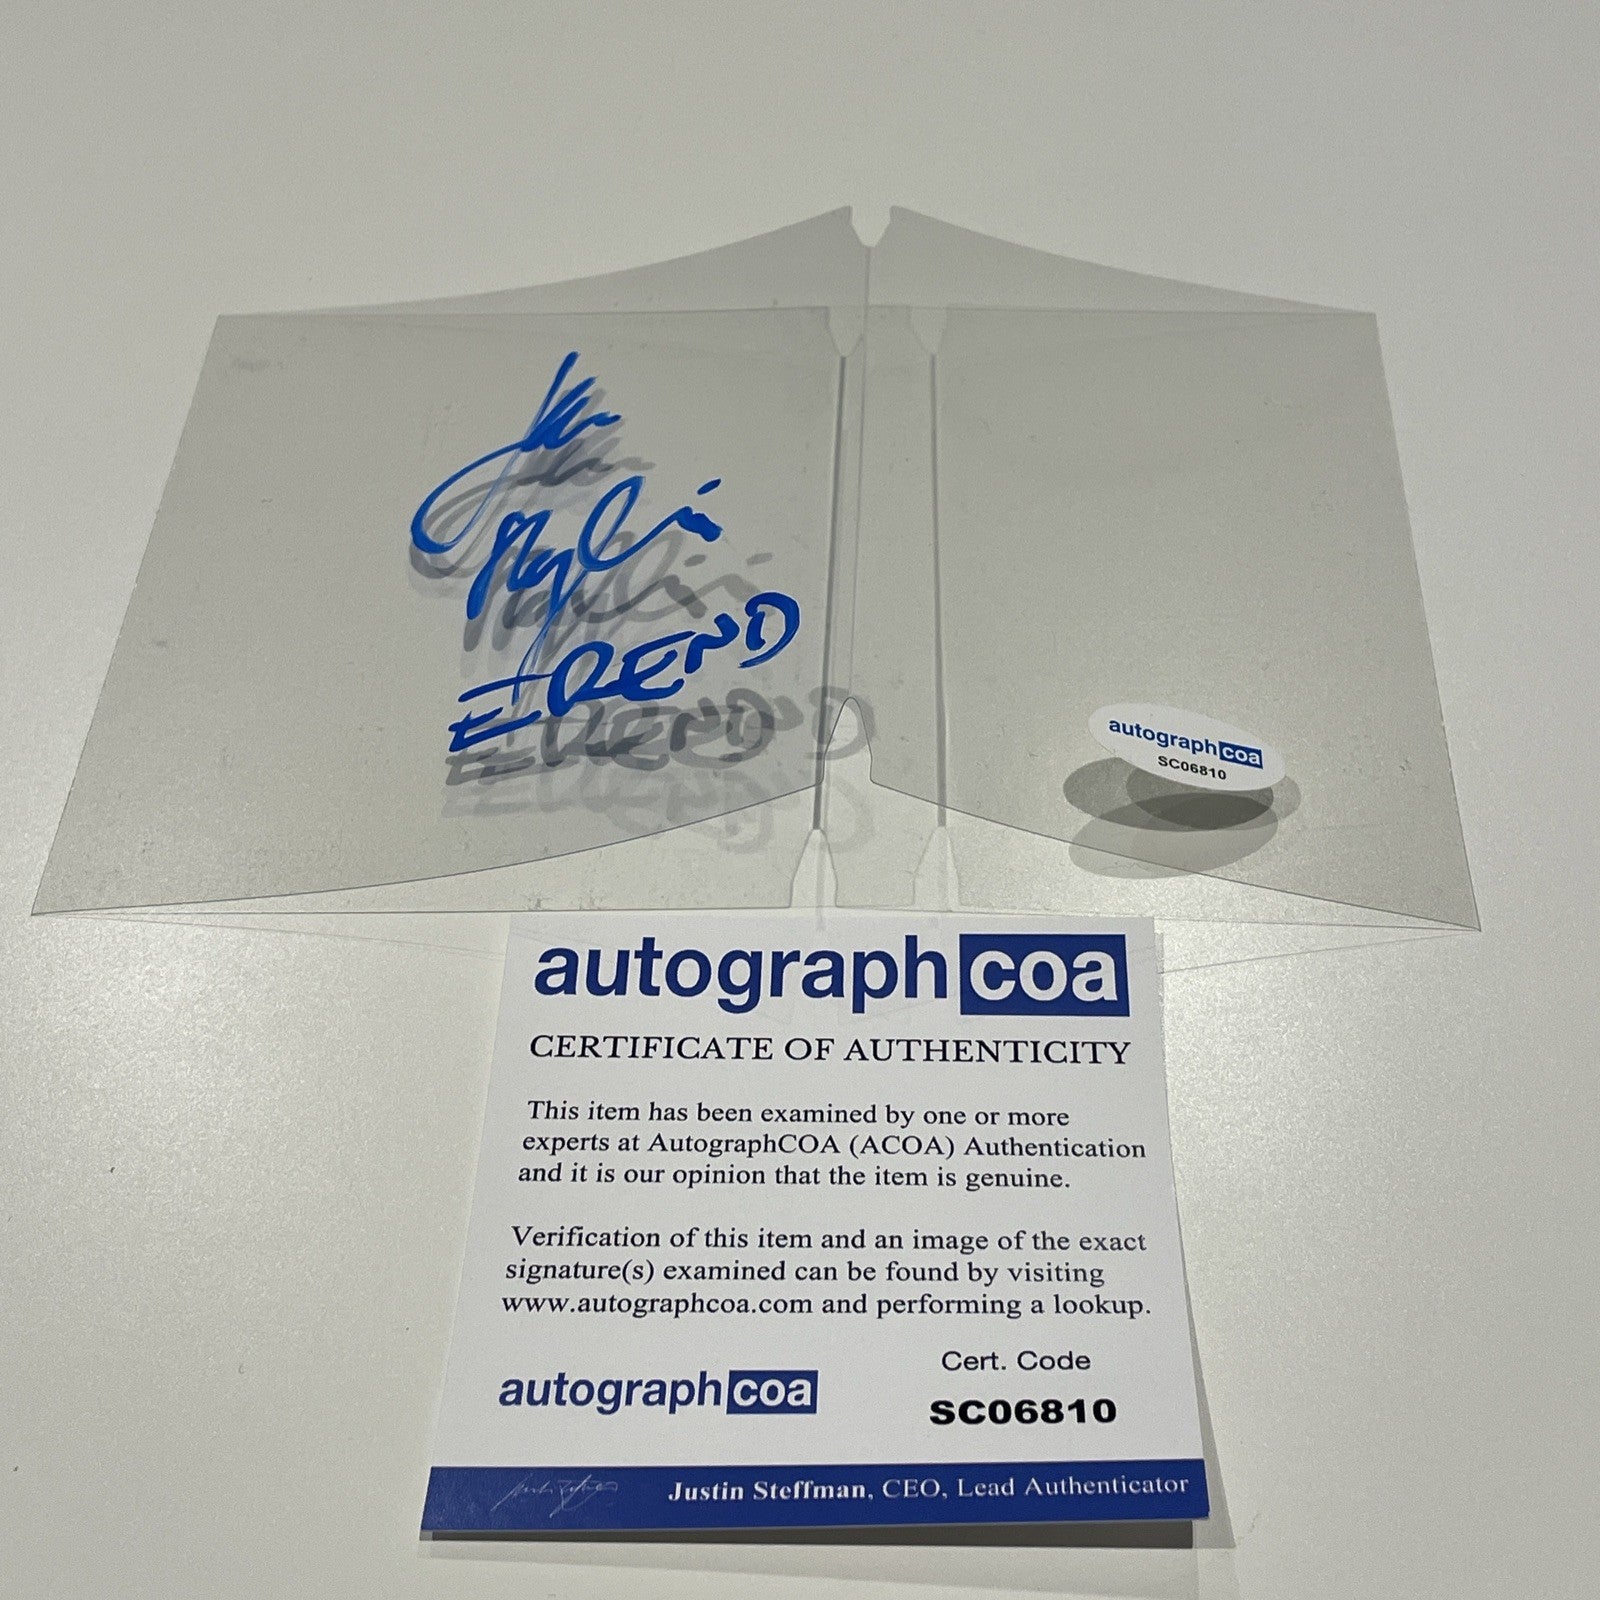 EREND
autographcoa
SC06810
autographcoa
CERTIFICATE OF AUTHENTICITY
This item has been examined by one or more
experts at AutographCOA (ACOA) Authentication
and it is our opinion that the item is genuine.
Verification of this item and an image of the exact
signature(s) examined can be found by visiting
www.autographcoa.com and performing a lookup.
Cert. Code
autographcoa
SC06810
Justin Steffman, CEO, Lead Authenticator